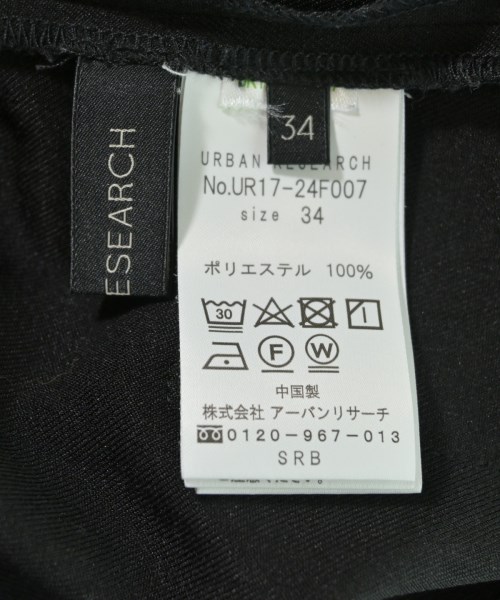 ESEARCH
34
URBAN RESEARCH
No.UR17-24F007
size 34
ポリエステル 100%
30
F W
中国製
株式会社 アーバンリサーチ
0120-967-013
SRB